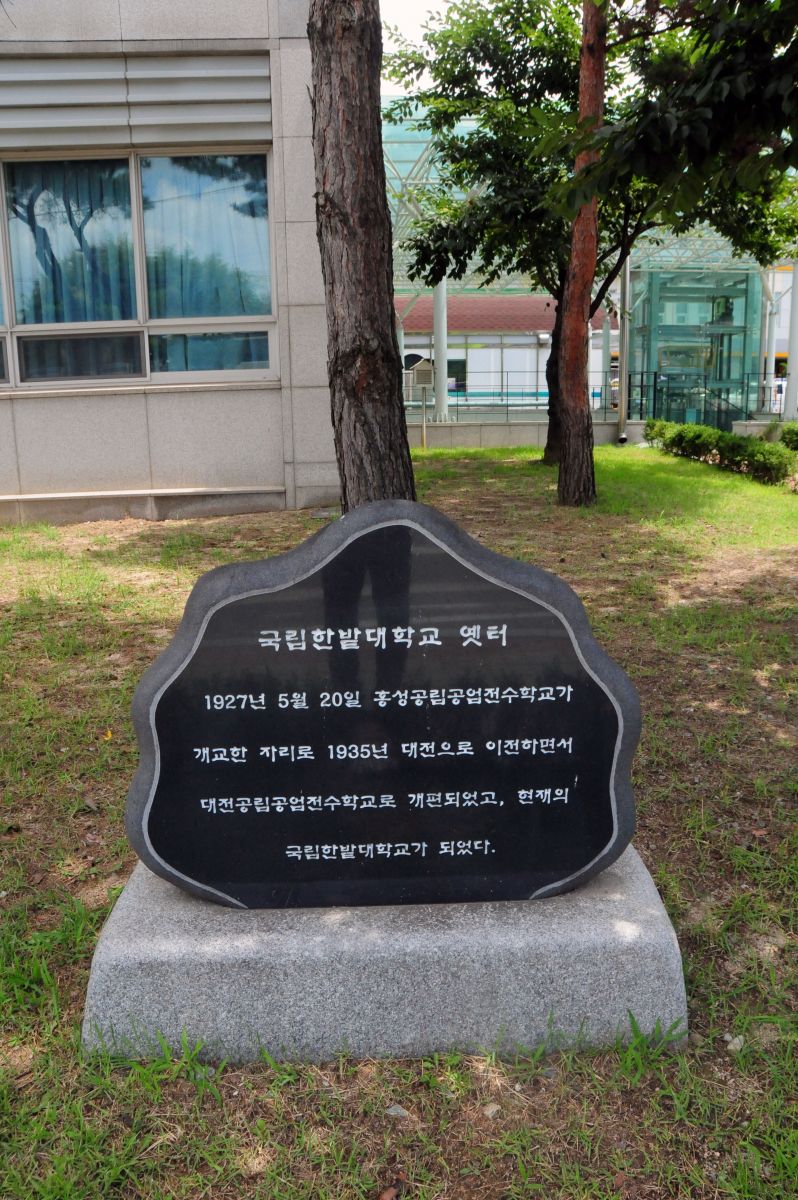 국립한밭대학교 옛터
1927년 5월 20일 홍성공립공업전수학교가
개교한 자리로 1935년 대전으로 이전하면서
대전공립공업전수학교로 개편되었고, 현재의
국립한밭대학교가 되었다.